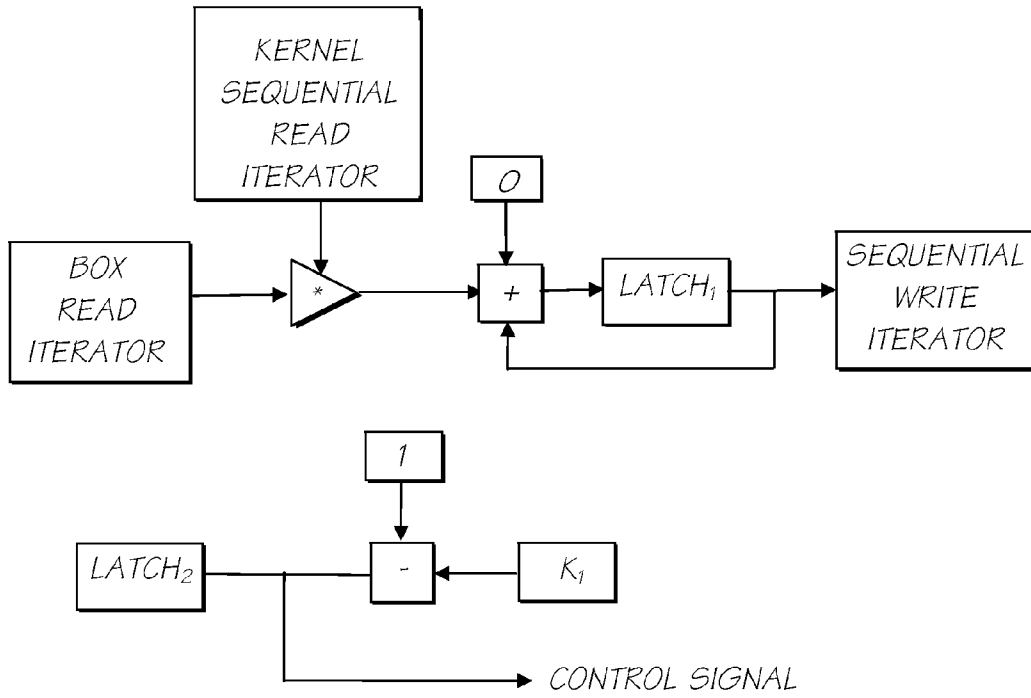 KERNEL
SEQUENTIAL
READ
ITERATOR
0
BOX
READ
ITERATOR
*
+
LATCH₁
SEQUENTIAL
WRITE
ITERATOR
1
LATCH₂
-
K₁
CONTROL SIGNAL